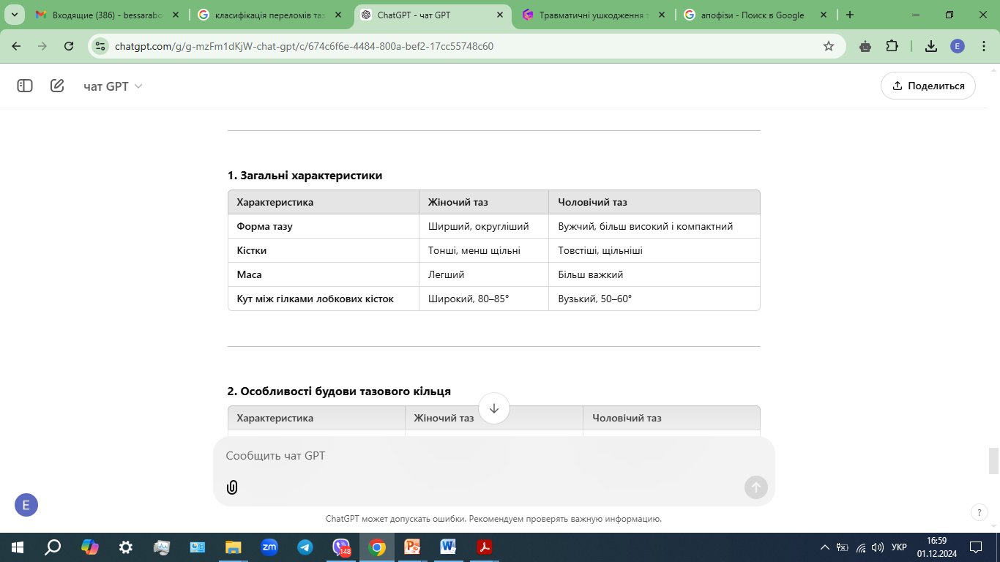 Входящие (386) - bessarabo
класифікація переломів таз
ChatGPT - чат GPT
Травматичні ушкодження т
апофізи - Поиск в Google
chatgpt.com/g/g-mzFm1dKjW-chat-gpt/c/674c6f6e-4484-800a-bef2-17cc55748c60
E
чат GPT
Поделиться
1. Загальні характеристики
Характеристика Жіночий таз Чоловічий таз
Форма тазу Ширший, округліший Вужчий, більш високий і компактний
Кістки Тонші, менш щільні Товстіші, щільніші
Маса Легший Більш важкий
Кут між гілками лобкових кісток Широкий, 80–85° Вузький, 50–60°
2. Особливості будови тазового кільця
Характеристика Жіночий таз Чоловічий таз
Сообщить чат GPT
E
?
ChatGPT может допускать ошибки. Рекомендуем проверять важную информацию.
zm
148
УКР
16:59
01.12.2024